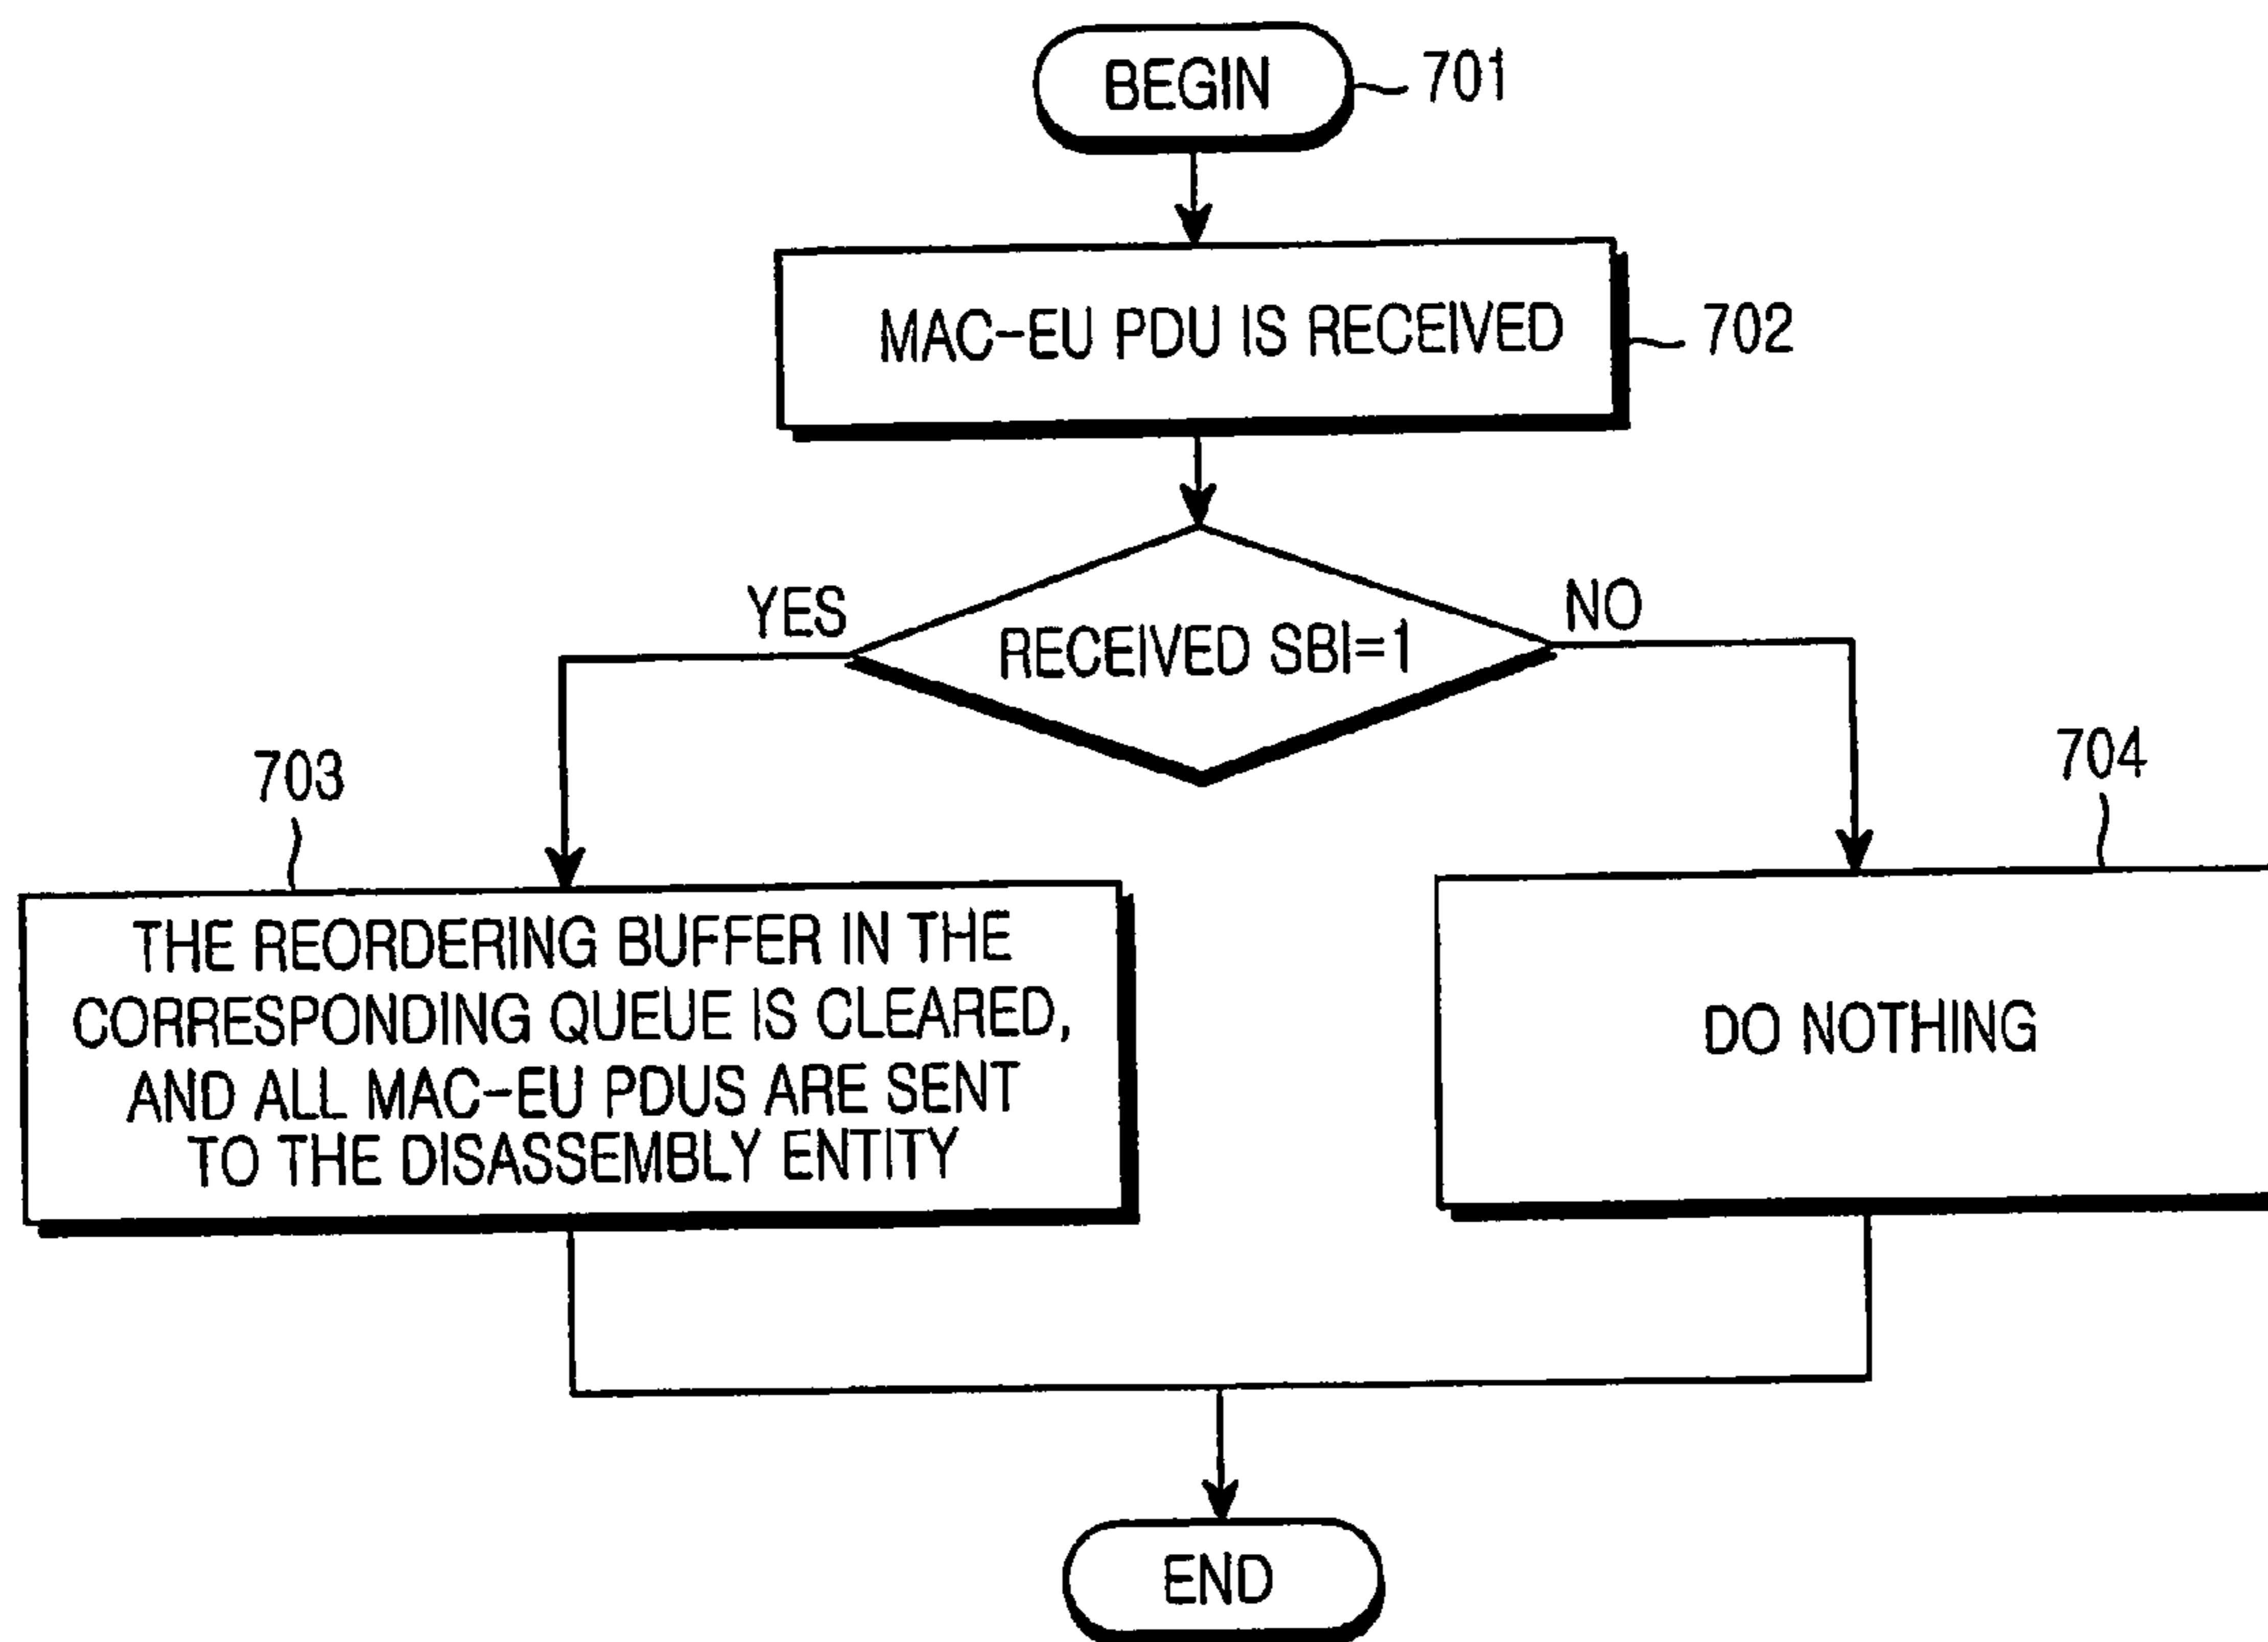 BEGIN
701
MAC-EU PDU IS RECEIVED
702
YES
NO
RECEIVED SBI=1
703
704
THE REORDERING BUFFER IN THE
CORRESPONDING QUEUE IS CLEARED,
AND ALL MAC-EU PDUS ARE SENT
TO THE DISASSEMBLY ENTITY
DO NOTHING
END